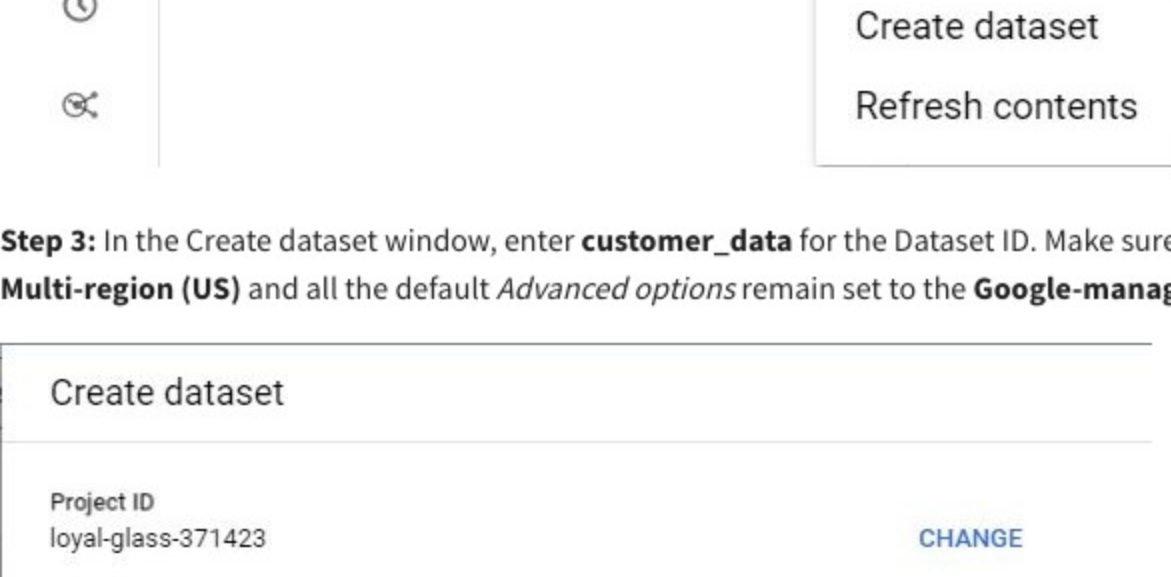 Create dataset
Refresh contents
Step 3: In the Create dataset window, enter customer_data for the Dataset ID. Make sure
Multi-region (US) and all the default Advanced options remain set to the Google-manag
Create dataset
Project ID
loyal-glass-371423 CHANGE